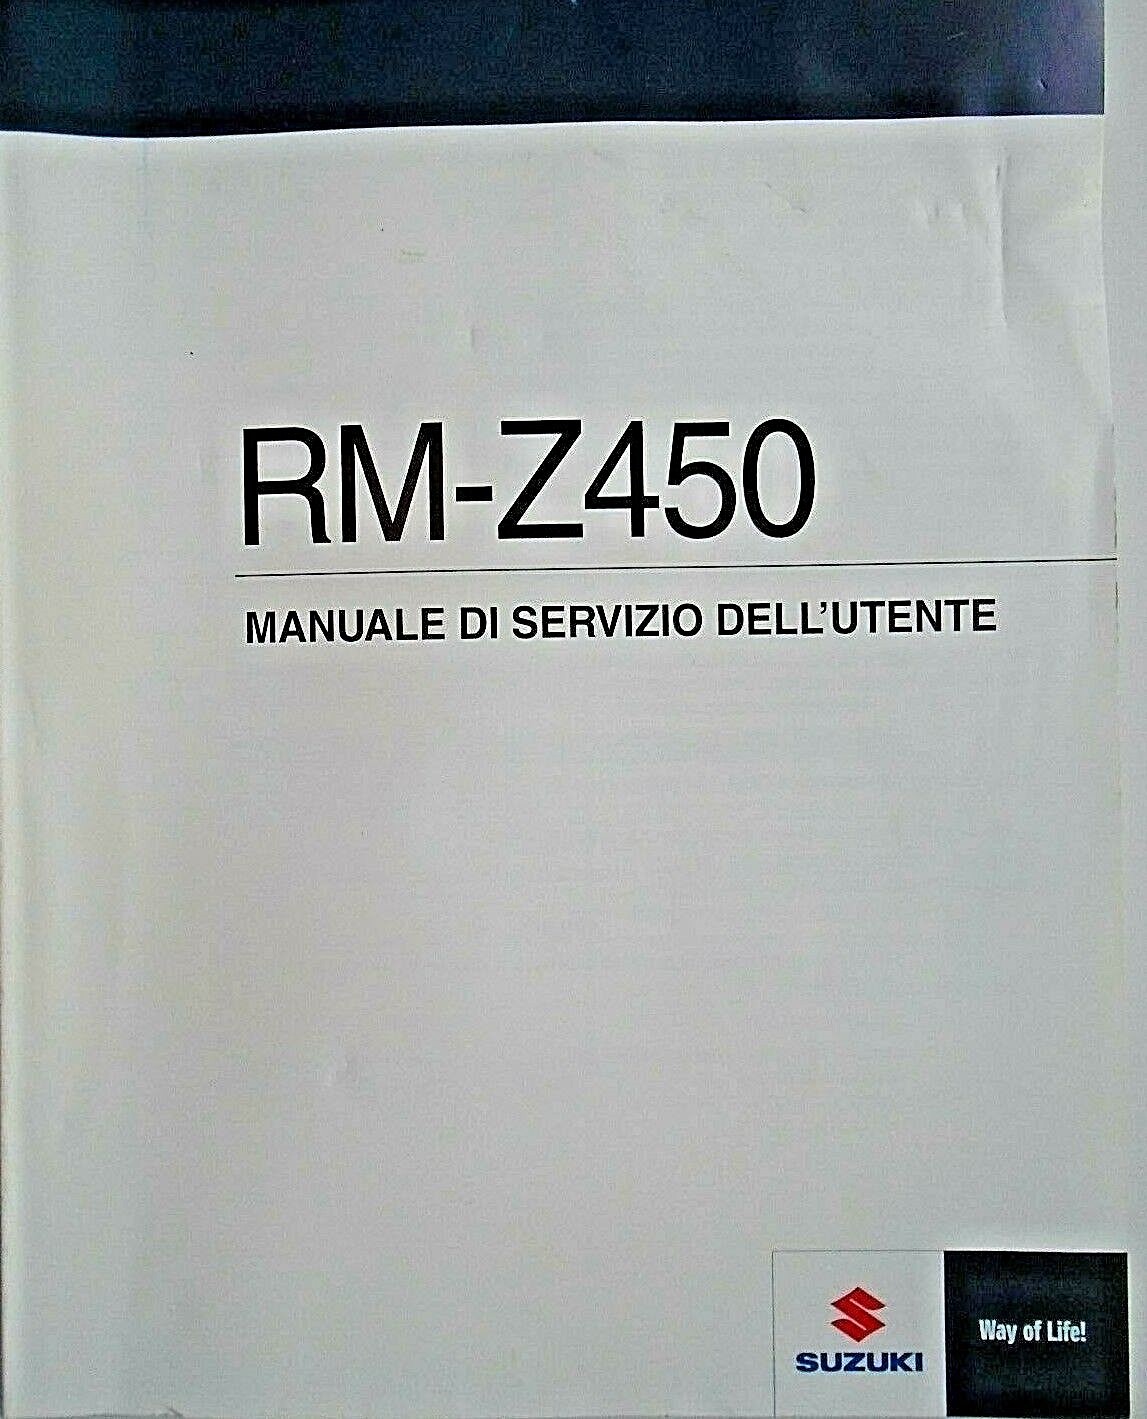 RM-Z450
MANUALE DI SERVIZIO DELL'UTENTE
Way of Life!
SUZUKI